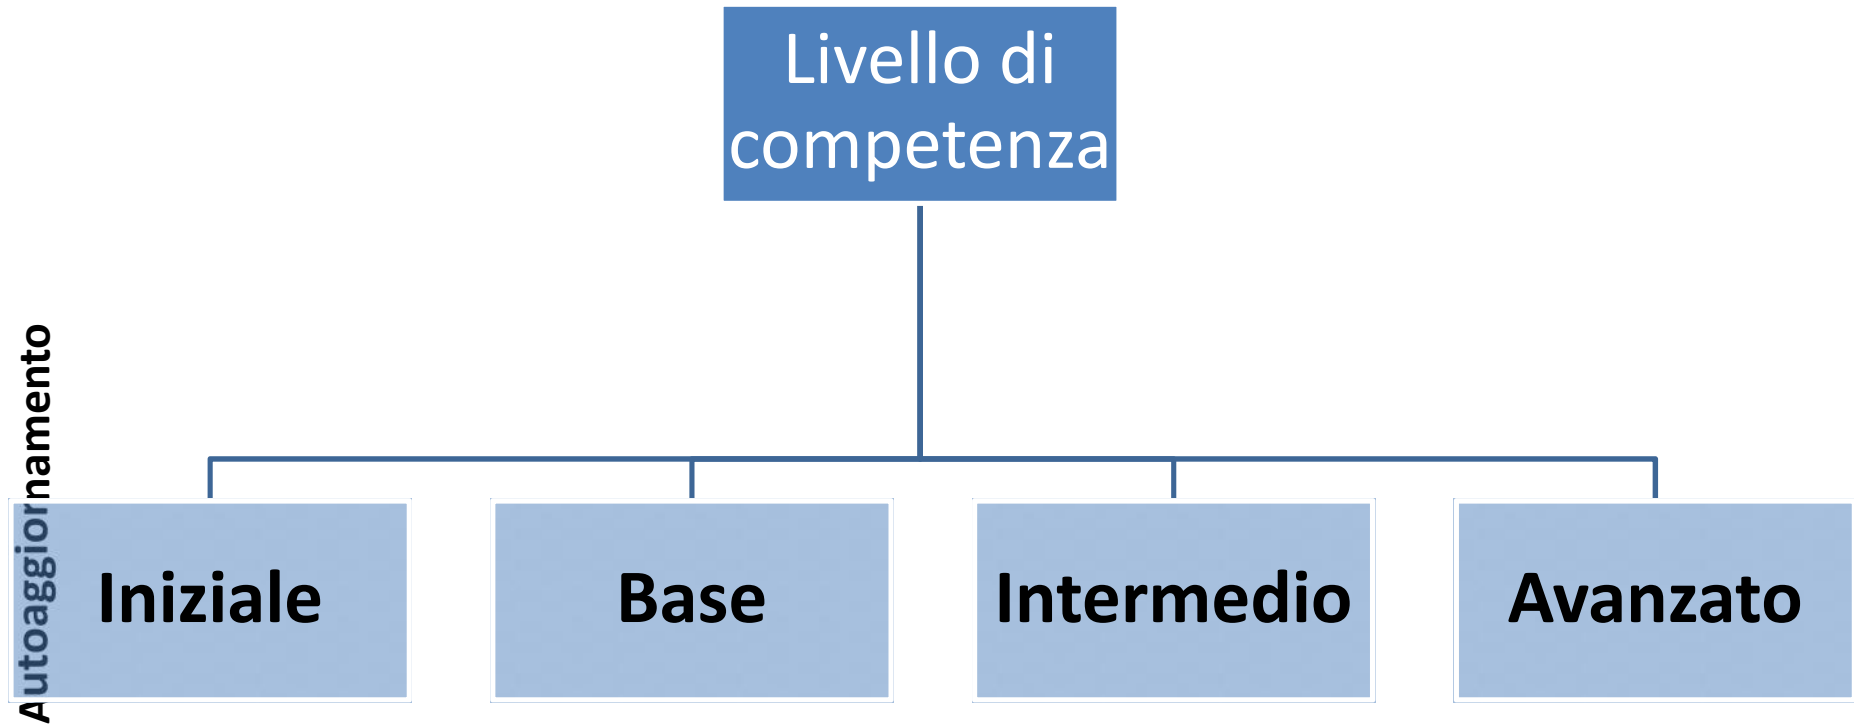 Livello di
competenza
Autoaggiornamento
Iniziale
Base
Intermedio
Avanzato